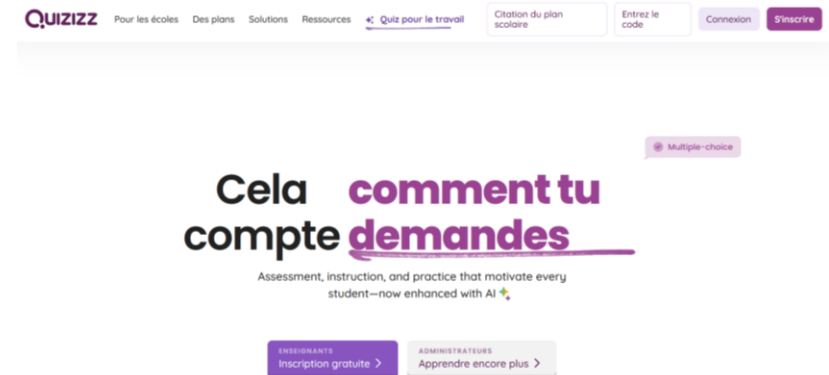 QUIZIZZ
Pour les écoles
Des plans
Solutions
Ressources
Quiz pour le travail
Citation du plan
scolaire
Entrez le
code
Connexion
S'inscrire
Multiple-choice
Cela comment tu
compte demandes
Assessment, instruction, and practice that motivate every
student—now enhanced with AI
ENSEIGNANTS
Inscription gratuite
ADMINISTRATEURS
Apprendre encore plus